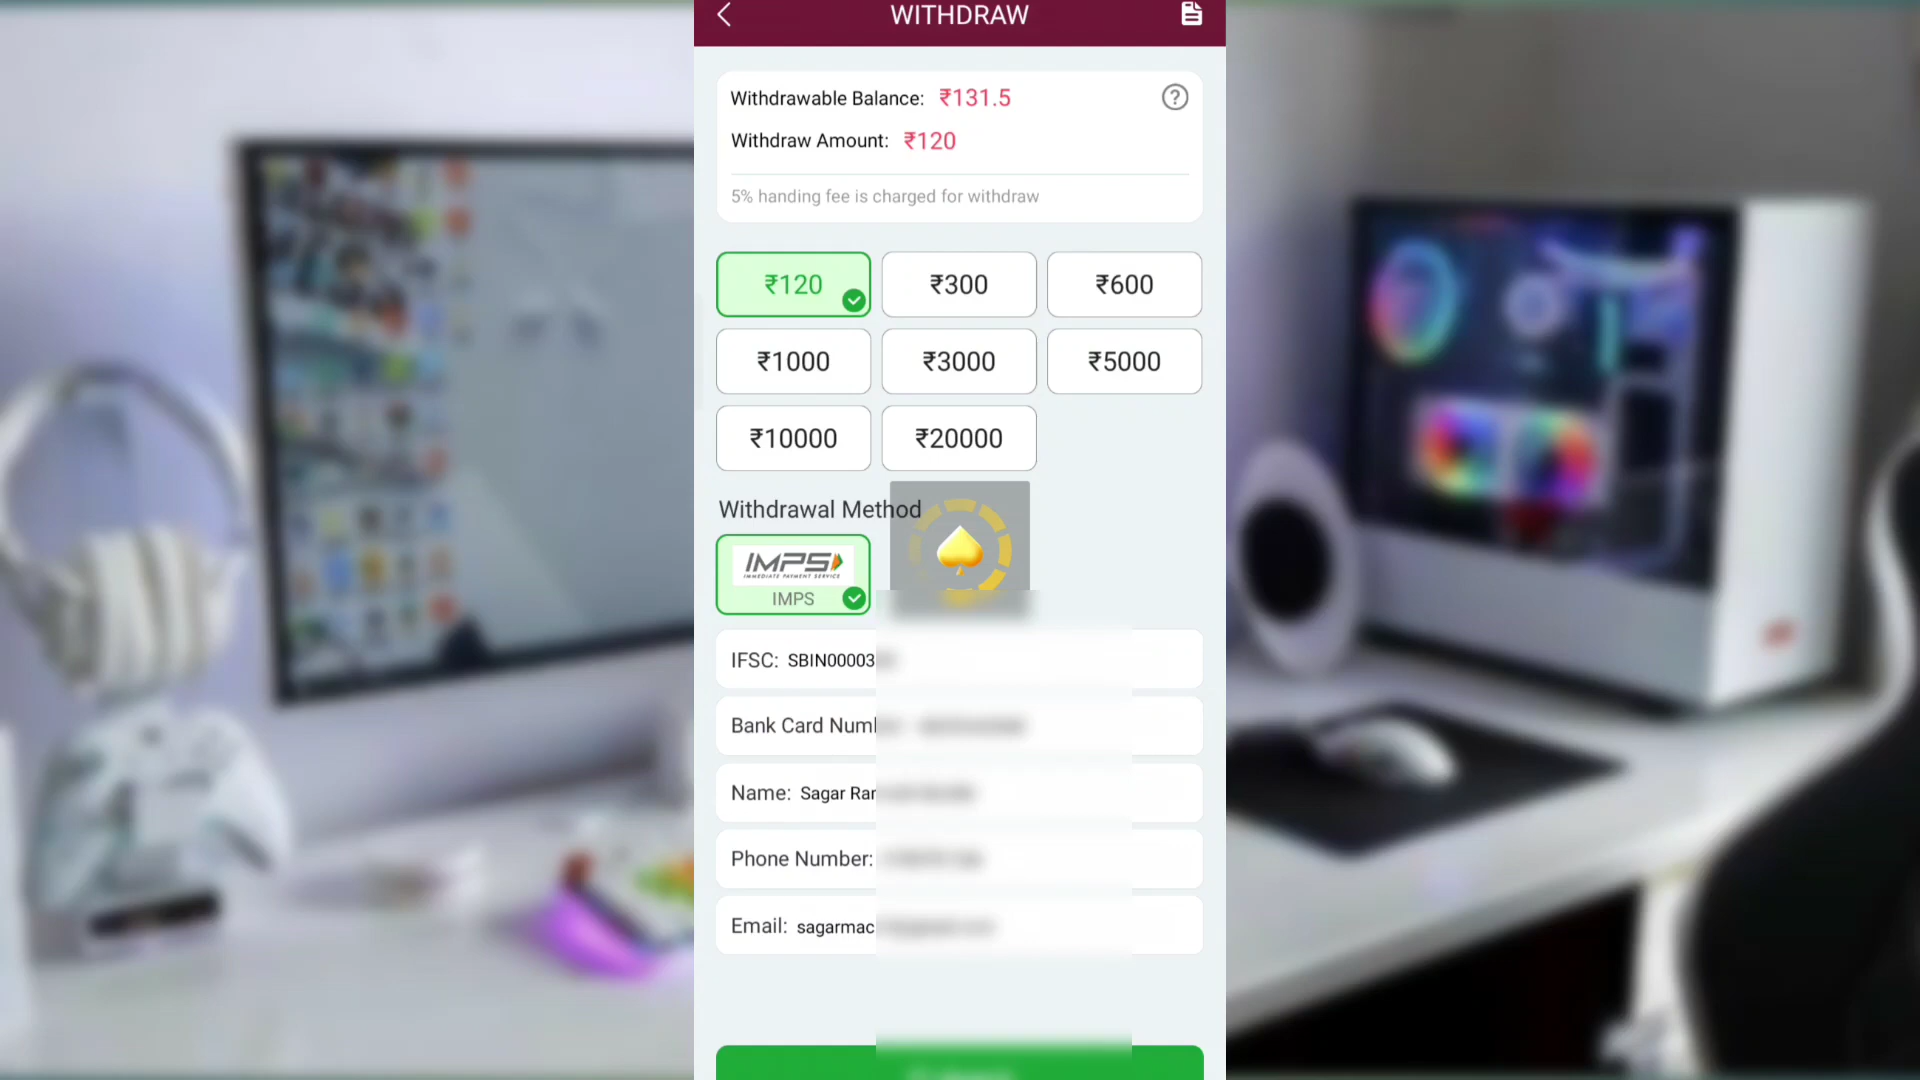 WITHDRAW
Withdrawable Balance: ₹131.5
Withdraw Amount: ₹120
5% handing fee is charged for withdraw
₹120 ₹300 ₹600
₹1000 ₹3000 ₹5000
₹10000 ₹20000
Withdrawal Method
IMPS
IMMEDIATE PAYMENT SERVICE
IMPS
IFSC: SBIN00003
Bank Card
Name: Sagar
Phone Number:
Email: sagarmac